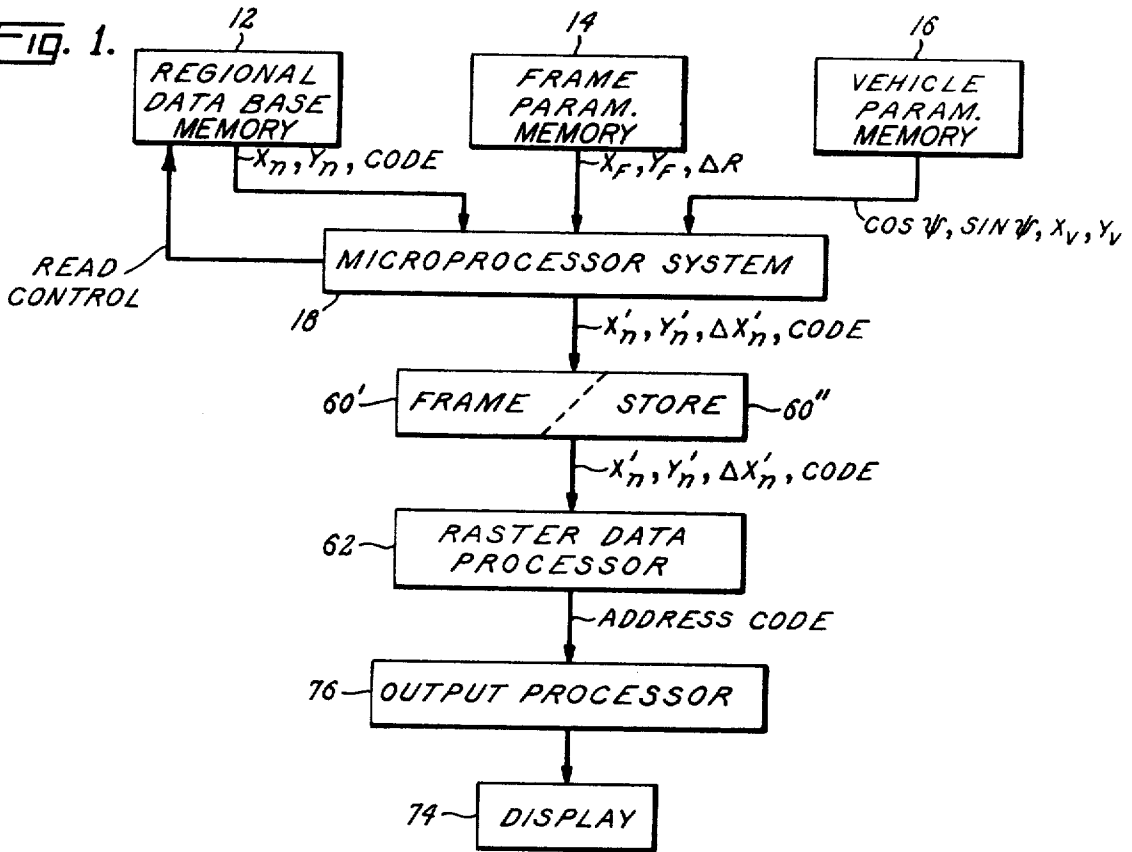 Fig. 1.
12
14
16
REGIONAL
DATA BASE
MEMORY
FRAME
PARAM.
MEMORY
VEHICLE
PARAM.
MEMORY
Xn, Yn, CODE
XF, YF, ΔR
COS ψ, SIN ψ, XV, YV
READ
CONTROL
MICROPROCESSOR SYSTEM
18
X'n, Y'n, ΔX'n, CODE
60'
FRAME
STORE
60"
X'n, Y'n, ΔX'n, CODE
62
RASTER DATA
PROCESSOR
ADDRESS CODE
76
OUTPUT PROCESSOR
74
DISPLAY